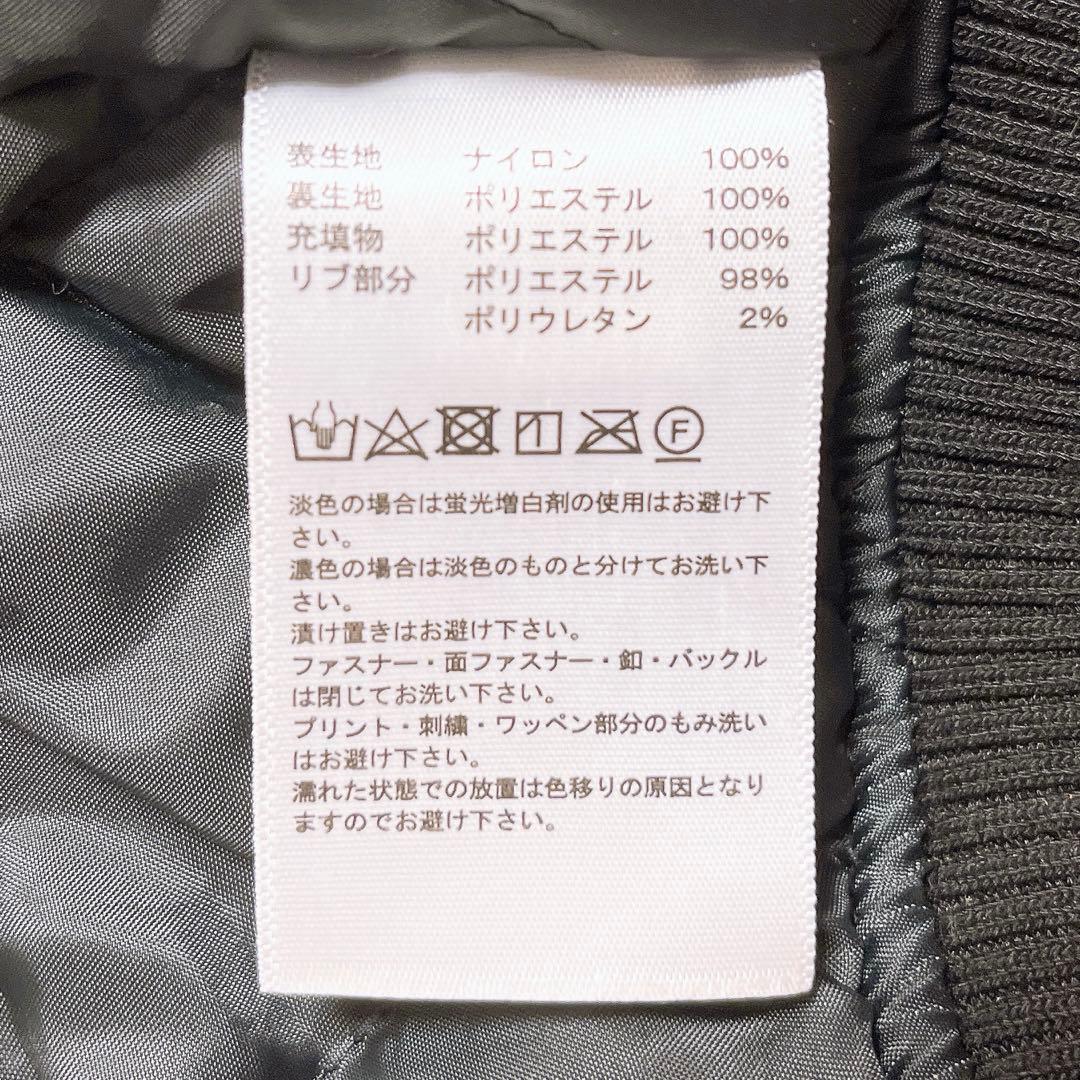 表生地 ナイロン 100%
裏生地 ポリエステル 100%
充填物 ポリエステル 100%
リブ部分 ポリエステル 98%
ポリウレタン 2%
F
淡色の場合は蛍光増白剤の使用はお避け下
さい。
濃色の場合は淡色のものと分けてお洗い下
さい。
漬け置きはお避け下さい。
ファスナー・面ファスナー・釦・バックル
は閉じてお洗い下さい。
プリント・刺繍・ワッペン部分のもみ洗い
はお避け下さい。
濡れた状態での放置は色移りの原因となり
ますのでお避け下さい。